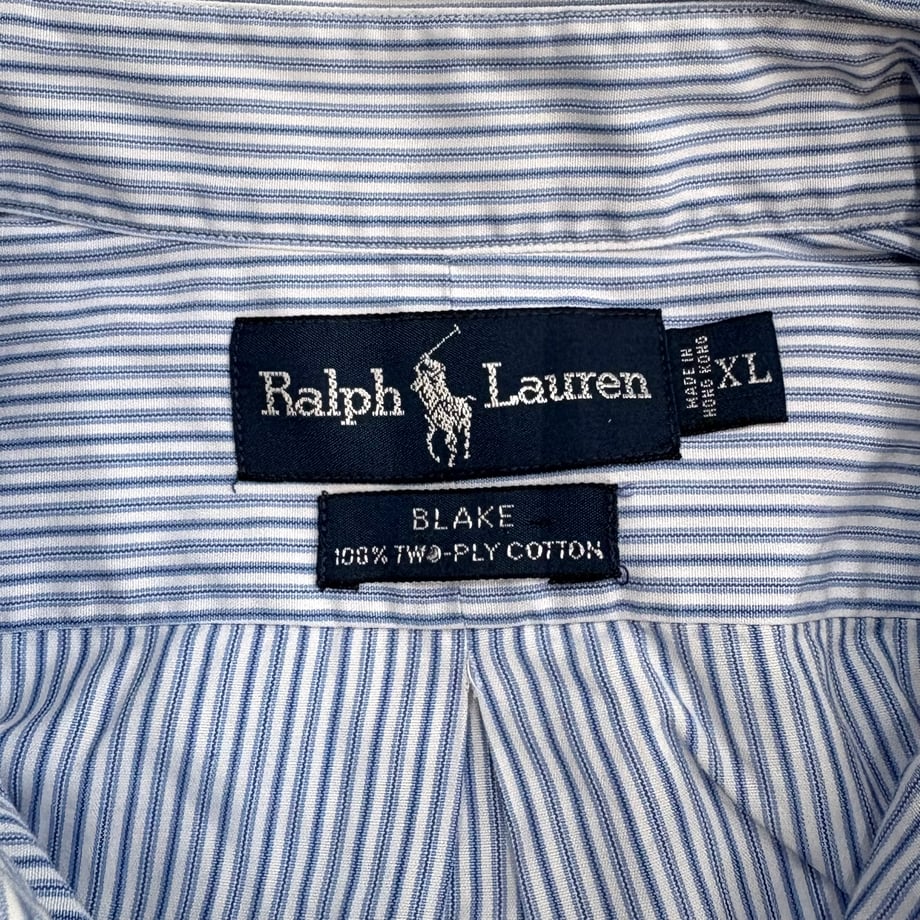 Ralph Lauren
MADE IN
HONG KONG
XL
BLAKE
100% TWO-PLY COTTON